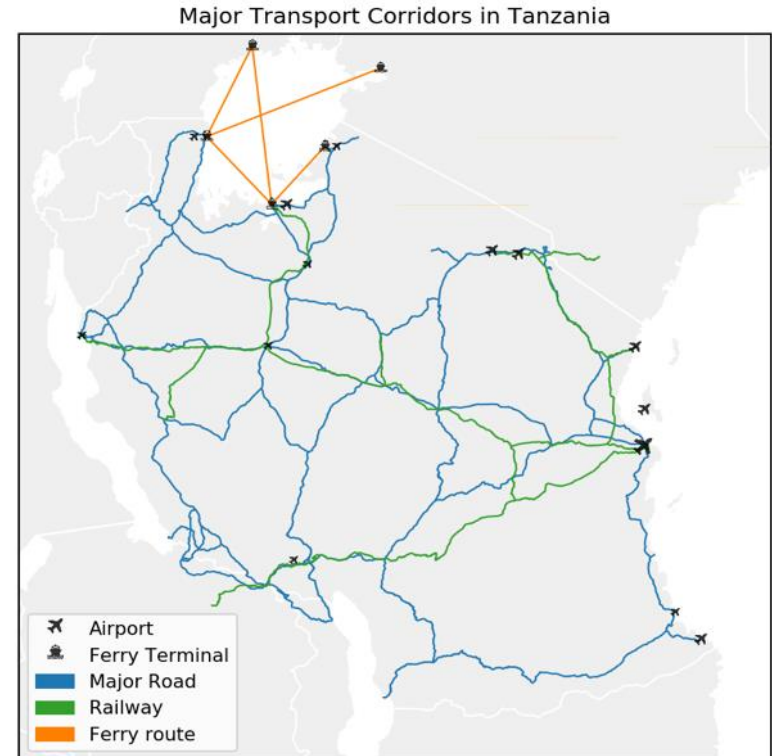 Major Transport Corridors in Tanzania
Airport
Ferry Terminal
Major Road
Railway
Ferry route